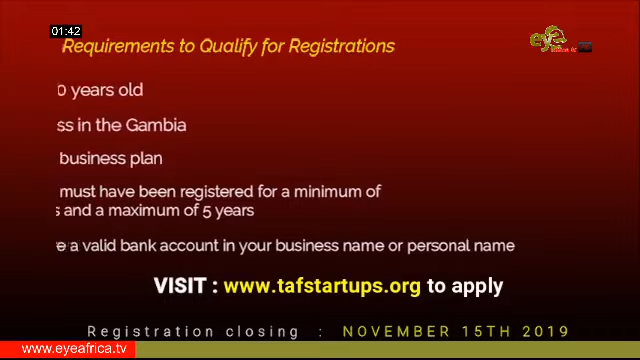 01:42
Requirements to Qualify for Registrations
eye
0 years old
ss in the Gambia
business plan
must have been registered for a minimum of
s and a maximum of 5 years
e a valid bank account in your business name or personal name
VISIT : www.tafstartups.org to apply
Registration closing : NOVEMBER 15TH 2019
www.eyeafrica.tv